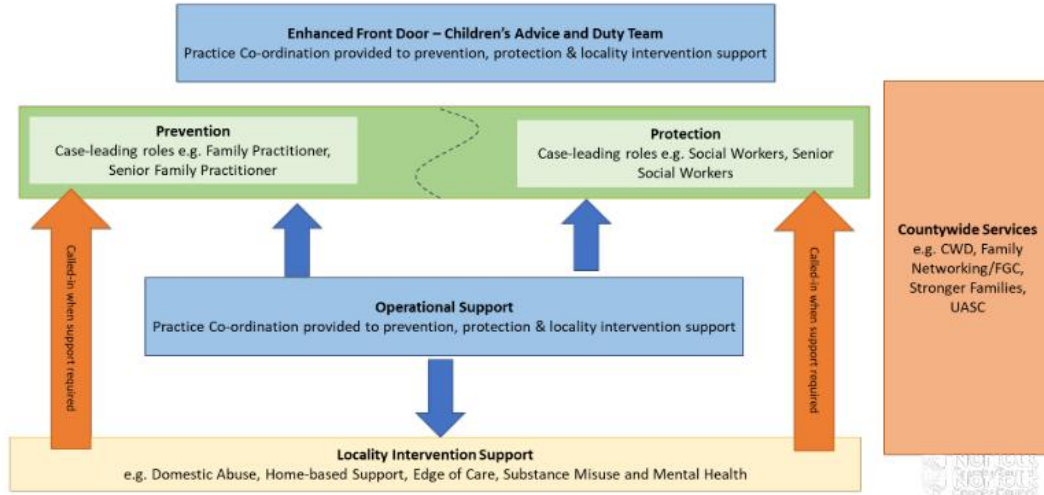 Enhanced Front Door – Children's Advice and Duty Team
Practice Co-ordination provided to prevention, protection & locality intervention support
Prevention
Case-leading roles e.g. Family Practitioner,
Senior Family Practitioner
Protection
Case-leading roles e.g. Social Workers, Senior
Social Workers
Called-in when support required
Operational Support
Practice Co-ordination provided to prevention, protection & locality intervention support
Called-in when support required
Countywide Services
e.g. CWD, Family
Networking/FGC,
Stronger Families,
UASC
Locality Intervention Support
e.g. Domestic Abuse, Home-based Support, Edge of Care, Substance Misuse and Mental Health